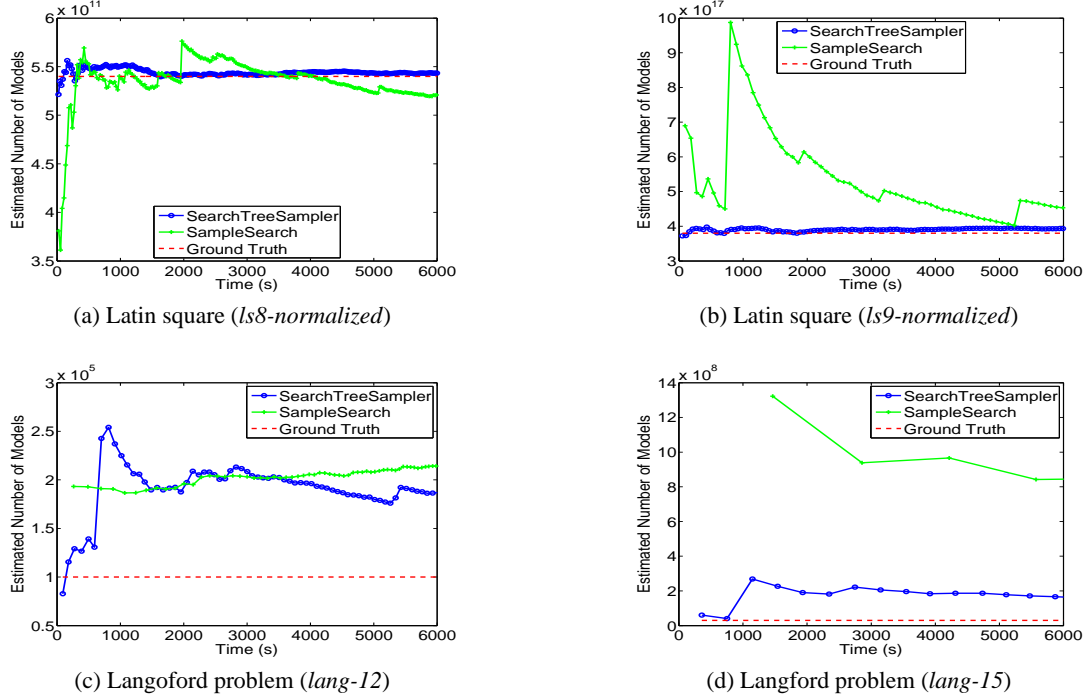 6 x 10^11
5.5
5
4.5
4
3.5
0 1000 2000 3000 4000 5000 6000
Time (s)
Estimated Number of Models
SearchTreeSampler
SampleSearch
Ground Truth
(a) Latin square (ls8-normalized)
10 x 10^17
9
8
7
6
5
4
3
0 1000 2000 3000 4000 5000 6000
Time (s)
Estimated Number of Models
SearchTreeSampler
SampleSearch
Ground Truth
(b) Latin square (ls9-normalized)
3 x 10^5
2.5
2
1.5
1
0.5
0 1000 2000 3000 4000 5000 6000
Time (s)
Estimated Number of Models
SearchTreeSampler
SampleSearch
Ground Truth
(c) Langoford problem (lang-12)
14 x 10^8
12
10
8
6
4
2
0
0 1000 2000 3000 4000 5000 6000
Time (s)
Estimated Number of Models
SearchTreeSampler
SampleSearch
Ground Truth
(d) Langford problem (lang-15)